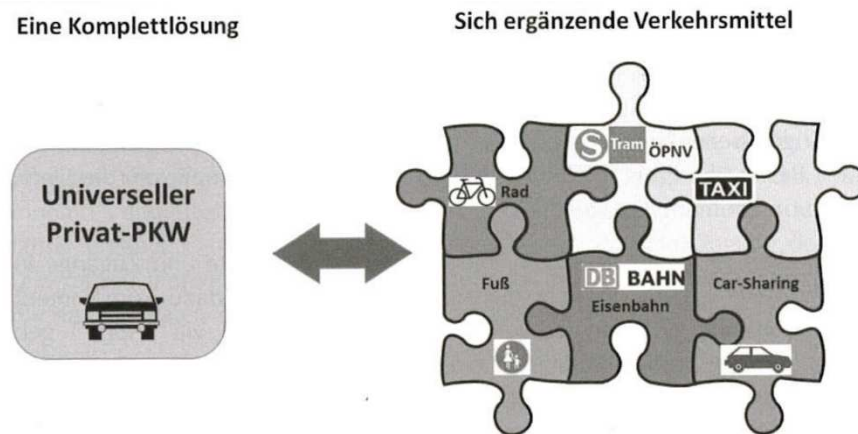 Eine Komplettlösung
Sich ergänzende Verkehrsmittel
Universeller
Privat-PKW
S Tram ÖPNV
Rad
TAXI
Fuß
DB BAHN
Eisenbahn
Car-Sharing